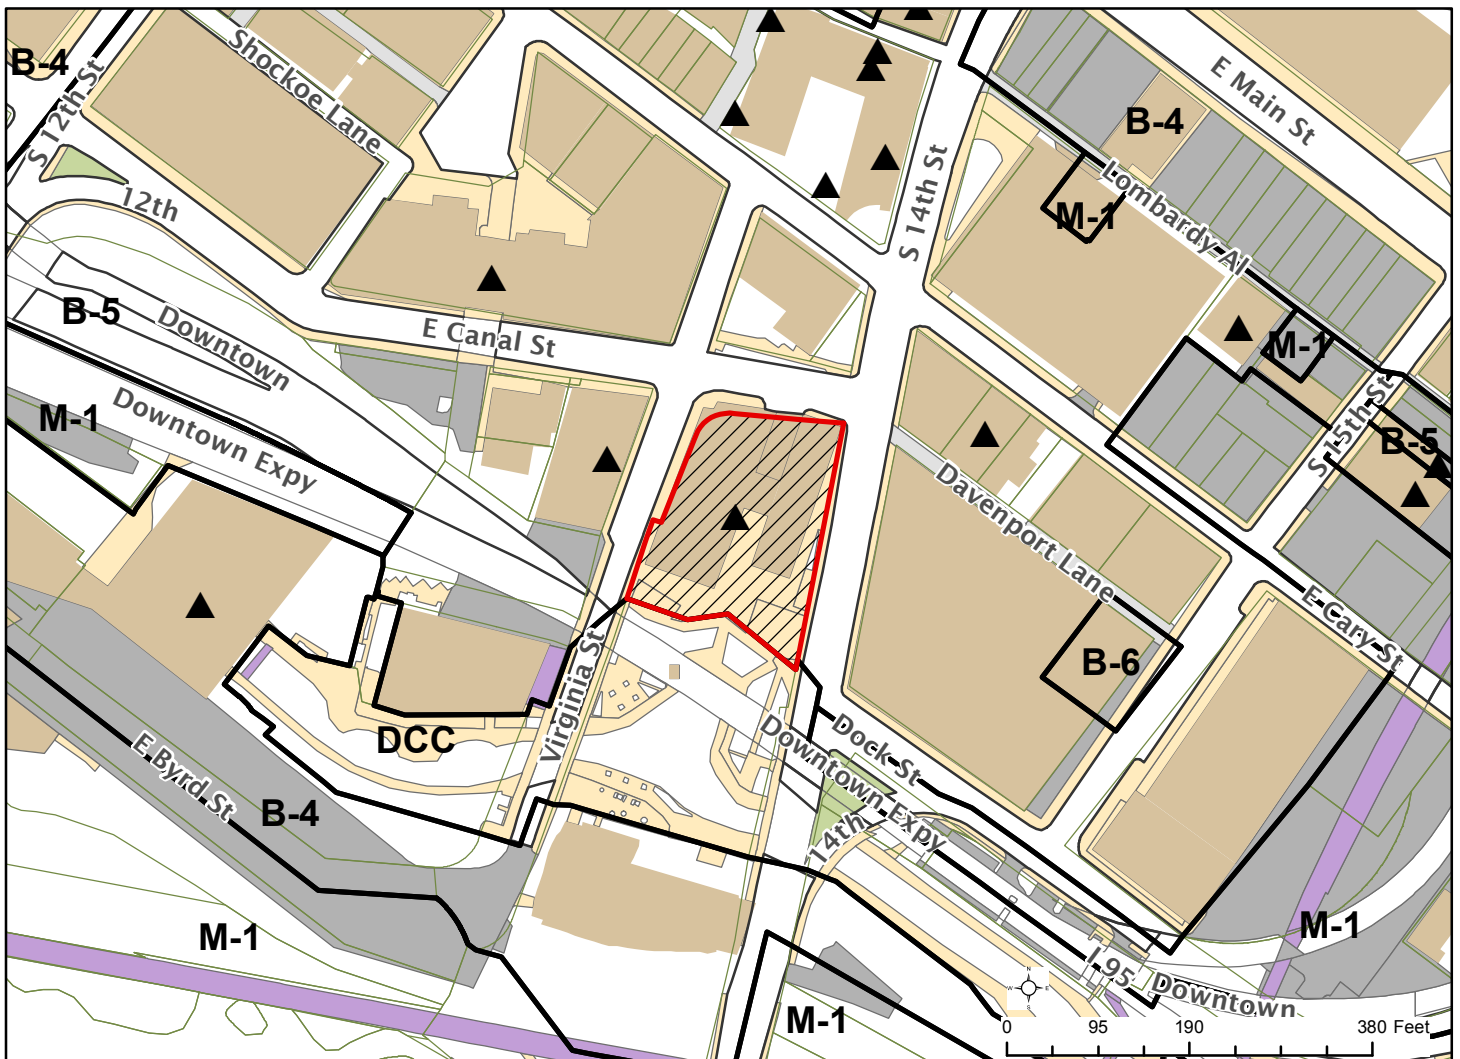 B-4
Shockoe Lane
S 12th St
12th
E Main St
B-4
Lombardy Al
M-1
S 14th St
B-5
Downtown
E Canal St
M-1
S 15th St
B-5
M-1
Downtown Expy
Davenport Lane
E Cary St
B-6
Virginia St
DCC
E Byrd St
B-4
Dock St
Downtown Expy
14th
M-1
M-1
I 95- Downtown
N
W
E
S
M-1
0
95
190
380 Feet